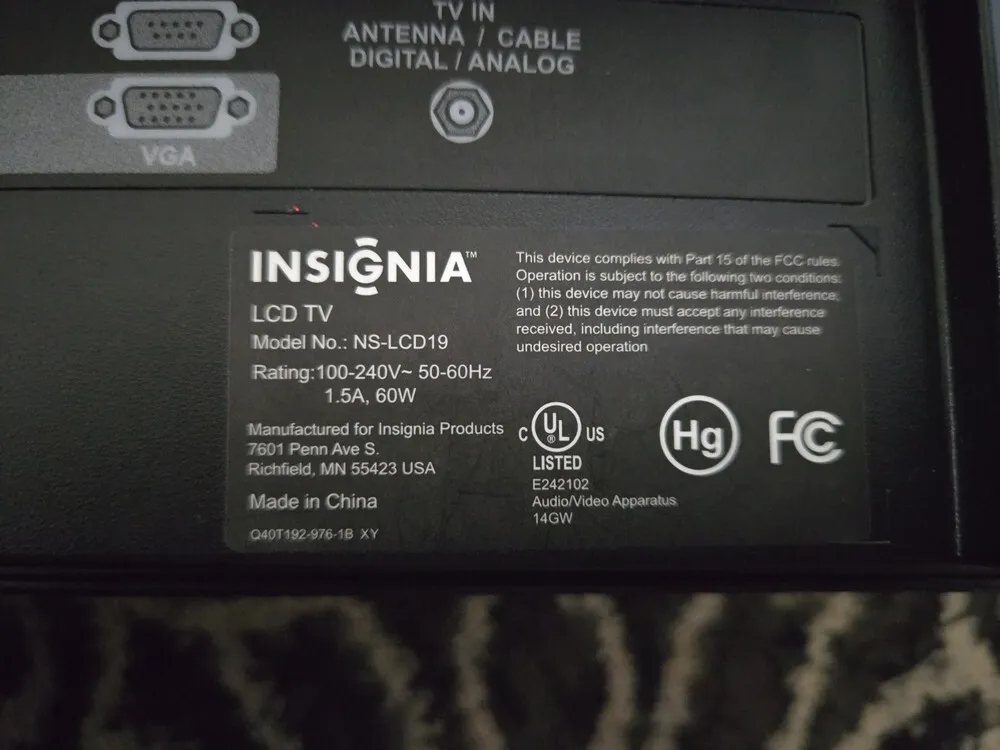 TV IN
ANTENNA / CABLE
DIGITAL / ANALOG
VGA
INSIGNIA™
LCD TV
Model No.: NS-LCD19
Rating:100-240V~ 50-60Hz
1.5A, 60W
Manufactured for Insignia Products
7601 Penn Ave S.
Richfield, MN 55423 USA
Made in China
Q40T192-976-1B XY
This device complies with Part 15 of the FCC rules.
Operation is subject to the following two conditions:
(1) this device may not cause harmful interference,
and (2) this device must accept any interference
received, including interference that may cause
undesired operation
C UL® US
LISTED
E242102
Audio/Video Apparatus
14GW
Hg
FC